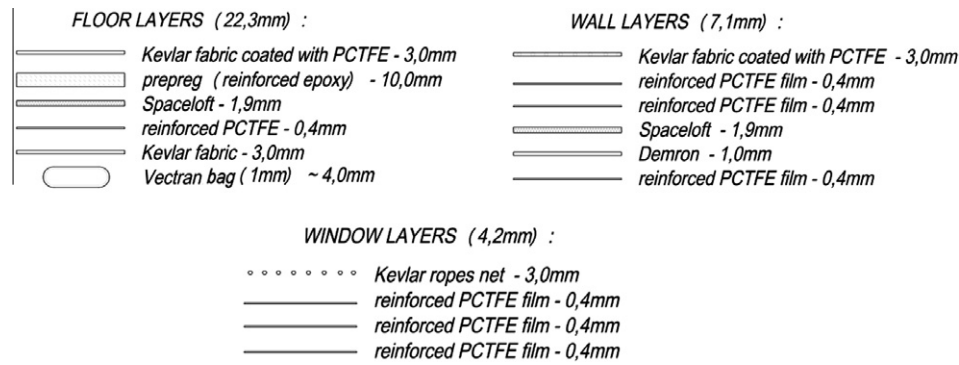 FLOOR LAYERS (22,3mm) :
Kevlar fabric coated with PCTFE - 3,0mm
prepreg (reinforced epoxy) - 10,0mm
Spaceloft - 1,9mm
reinforced PCTFE - 0,4mm
Kevlar fabric - 3,0mm
Vectran bag (1mm) ~ 4,0mm
WALL LAYERS (7,1mm) :
Kevlar fabric coated with PCTFE - 3,0mm
reinforced PCTFE film - 0,4mm
reinforced PCTFE film - 0,4mm
Spaceloft - 1,9mm
Demron - 1,0mm
reinforced PCTFE film - 0,4mm
WINDOW LAYERS (4,2mm) :
Kevlar ropes net - 3,0mm
reinforced PCTFE film - 0,4mm
reinforced PCTFE film - 0,4mm
reinforced PCTFE film - 0,4mm